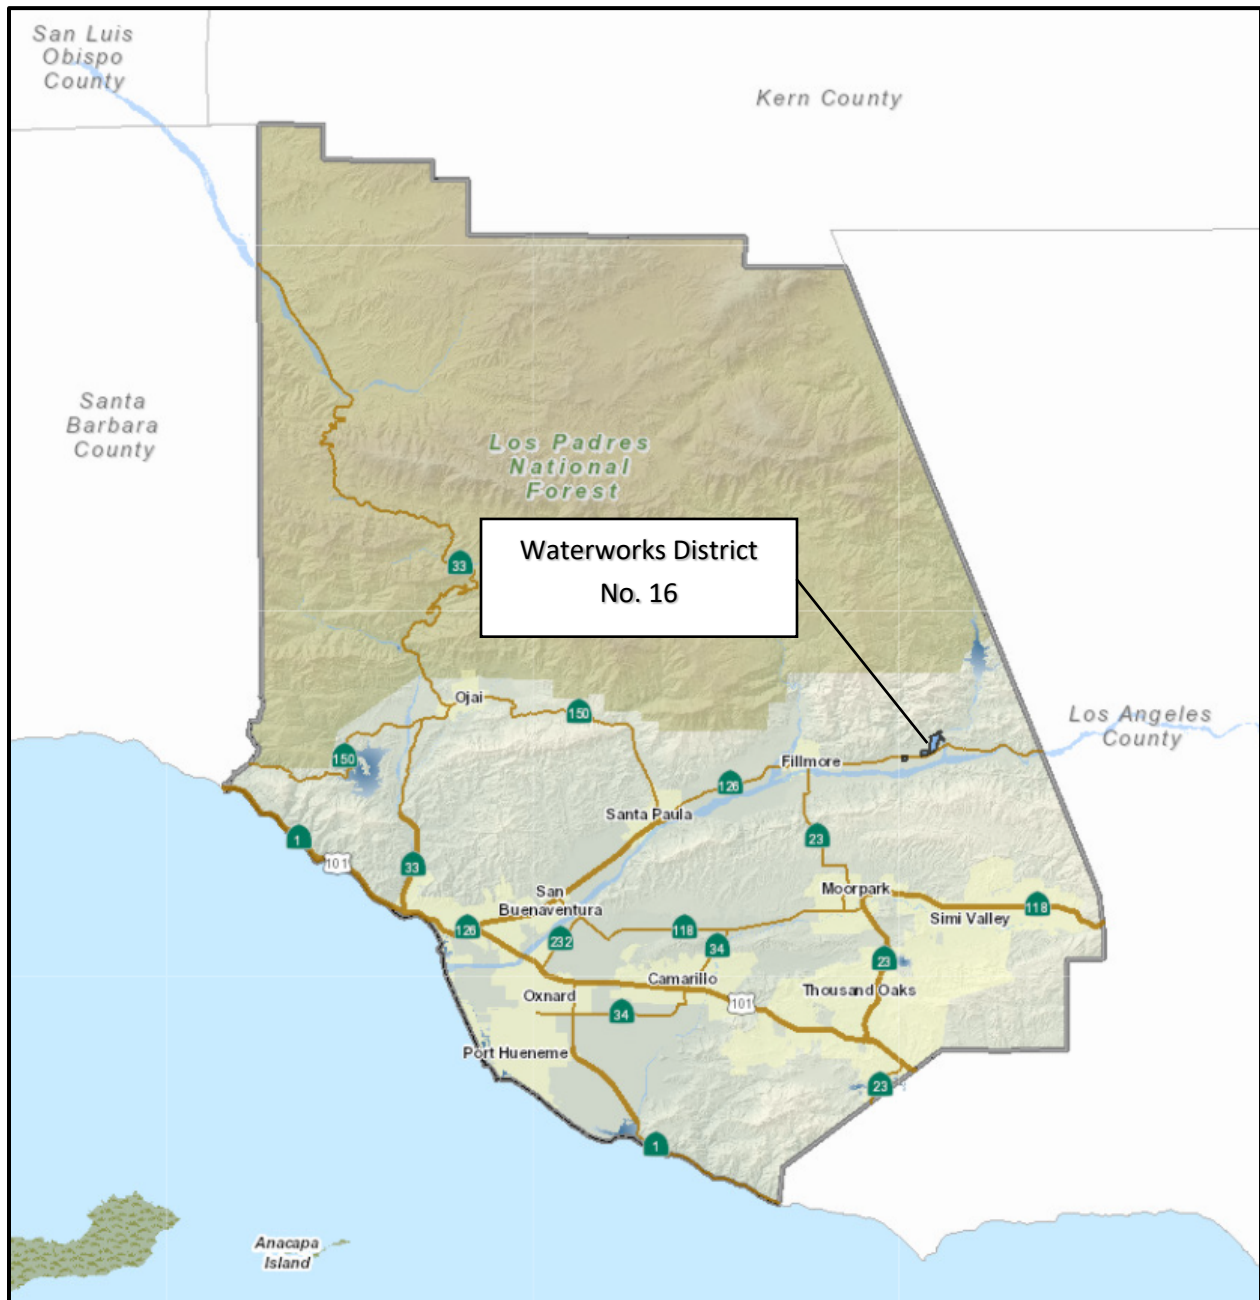 San Luis
Obispo
County
Kern County
Santa
Barbara
County
Los Padres
National
Forest
Waterworks District
No. 16
33
Ojai
150
150
Los Angeles
County
Fillmore
126
Santa Paula
23
1
101
33
San
Buenaventura
Moorpark
Simi Valley
118
126
232
118
34
23
Camarillo
Oxnard
101
Thousand Oaks
34
Port Hueneme
23
1
Anacapa
Island